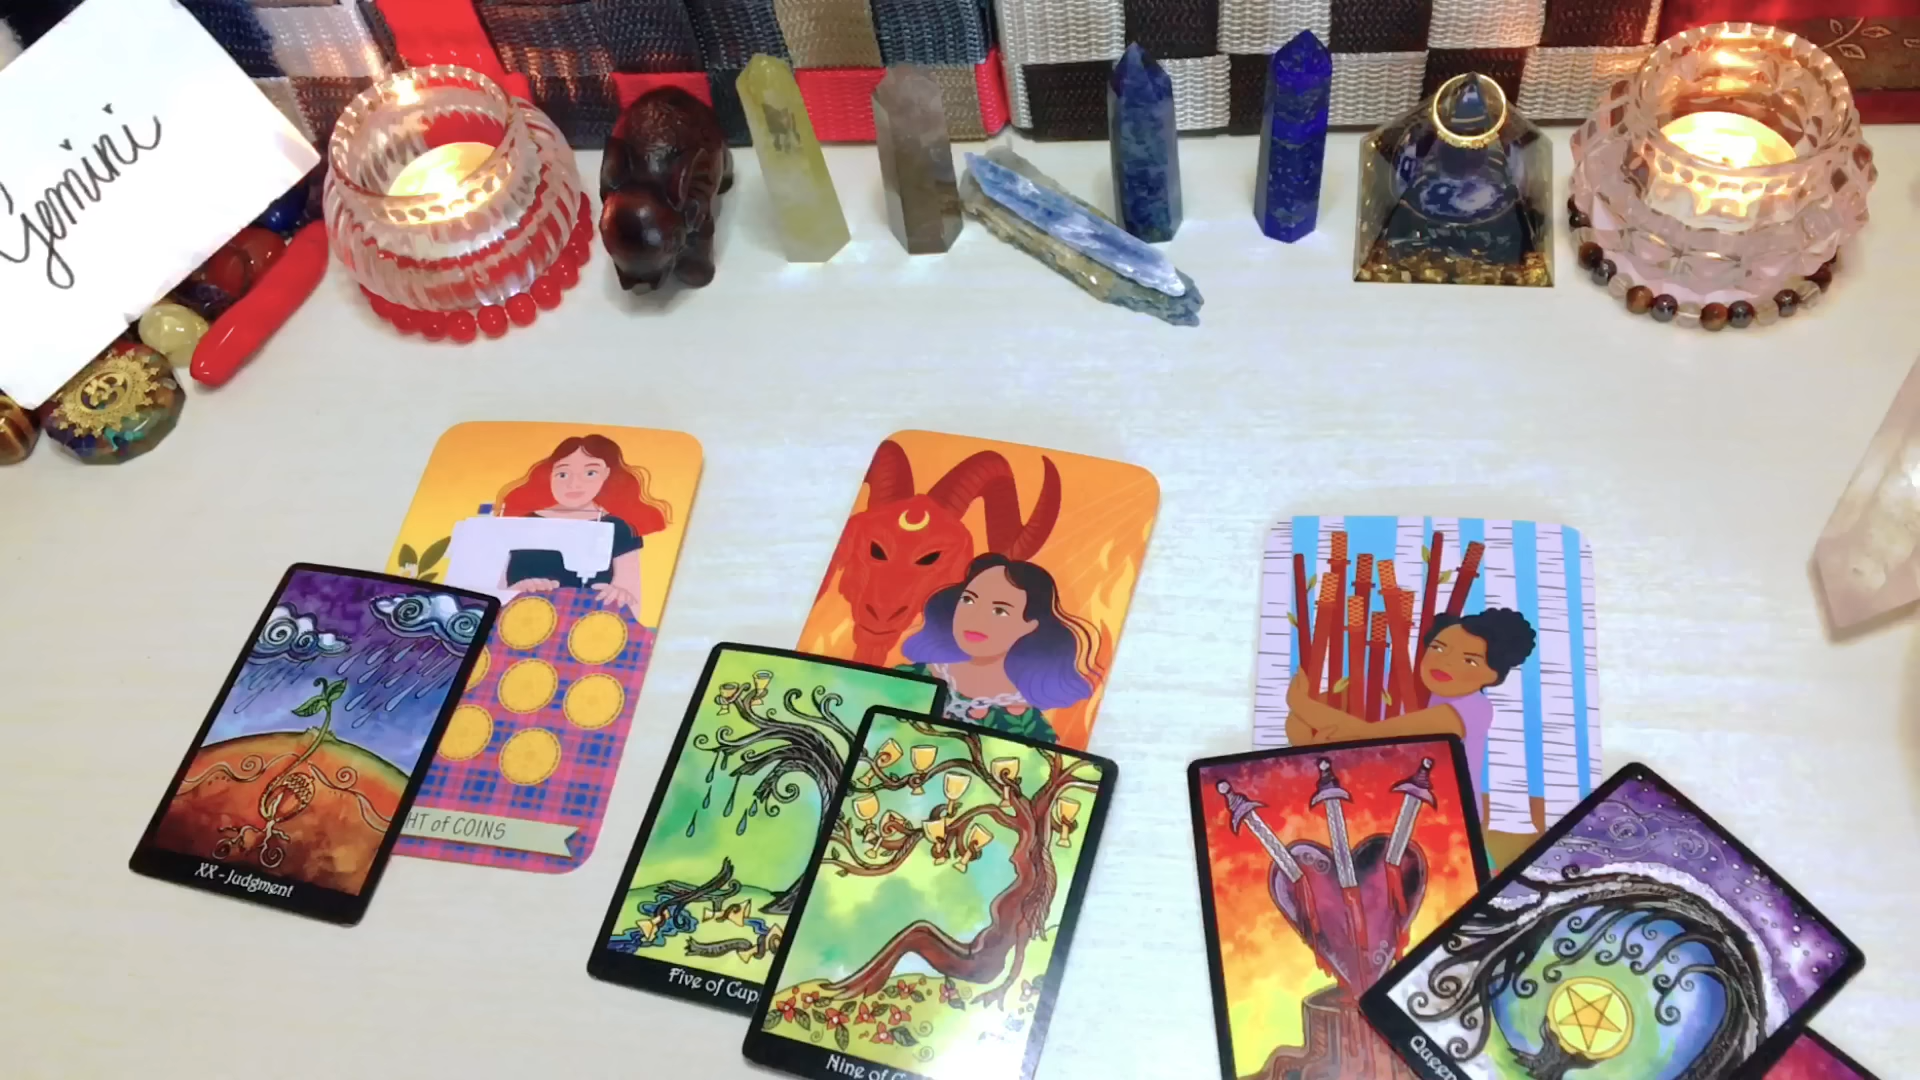 Gemini
HT of COINS
XX - Judgment
Five of Cup
Nine of
Queen